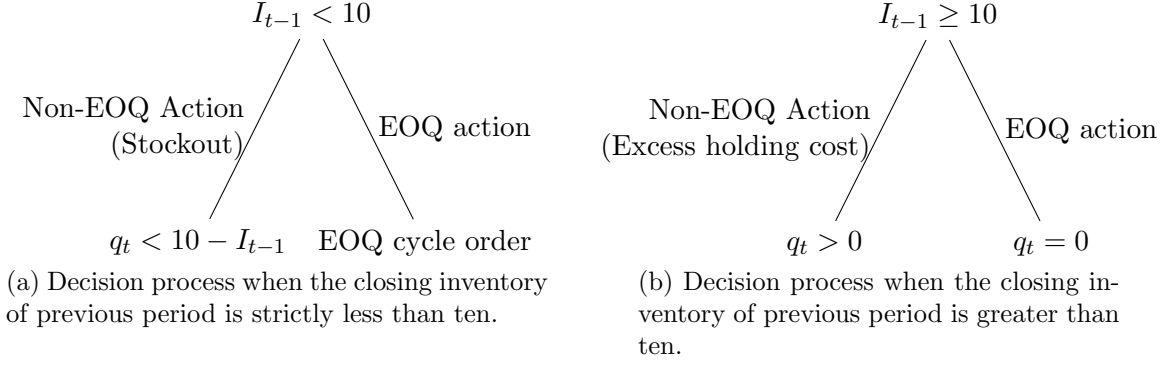 I_{t−1} < 10
Non-EOQ Action
(Stockout)
EOQ action
q_t < 10 − I_{t−1}
EOQ cycle order
(a) Decision process when the closing inventory
of previous period is strictly less than ten.
I_{t−1} ≥ 10
Non-EOQ Action
(Excess holding cost)
EOQ action
q_t > 0
q_t = 0
(b) Decision process when the closing in-
ventory of previous period is greater than
ten.